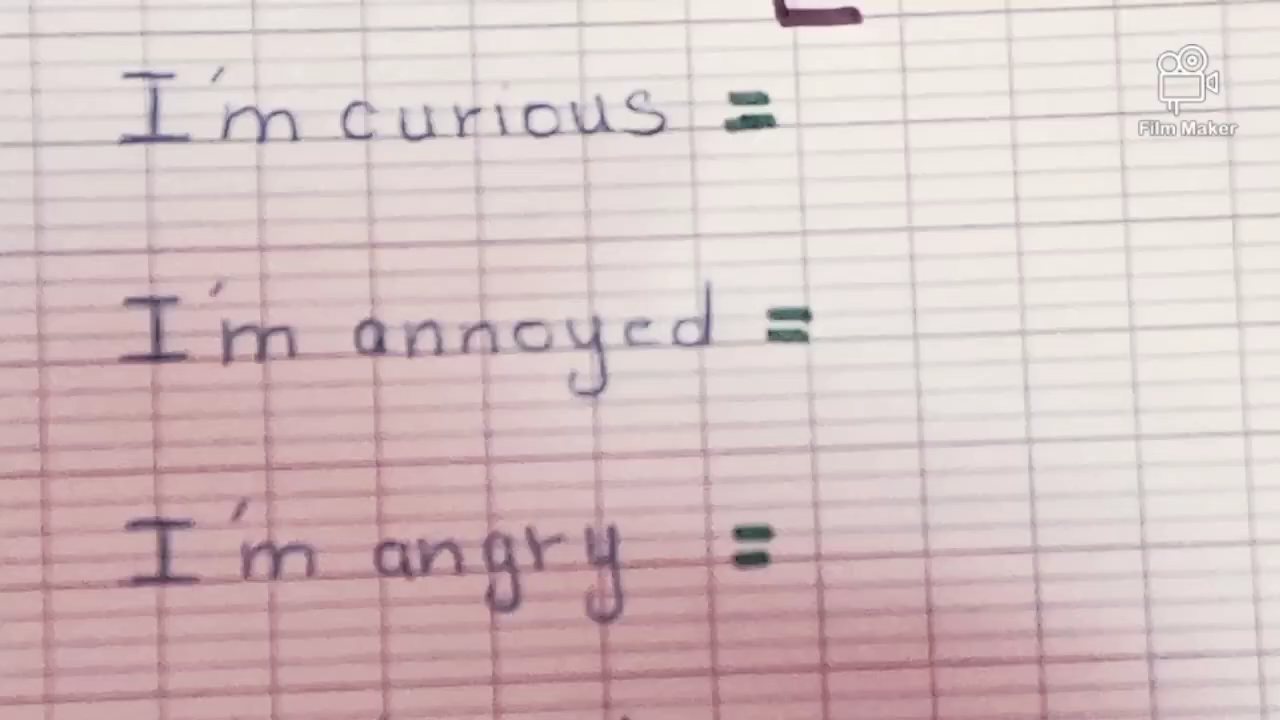 I'm curious =
Film Maker
I'm annoyed =
I'm angry =